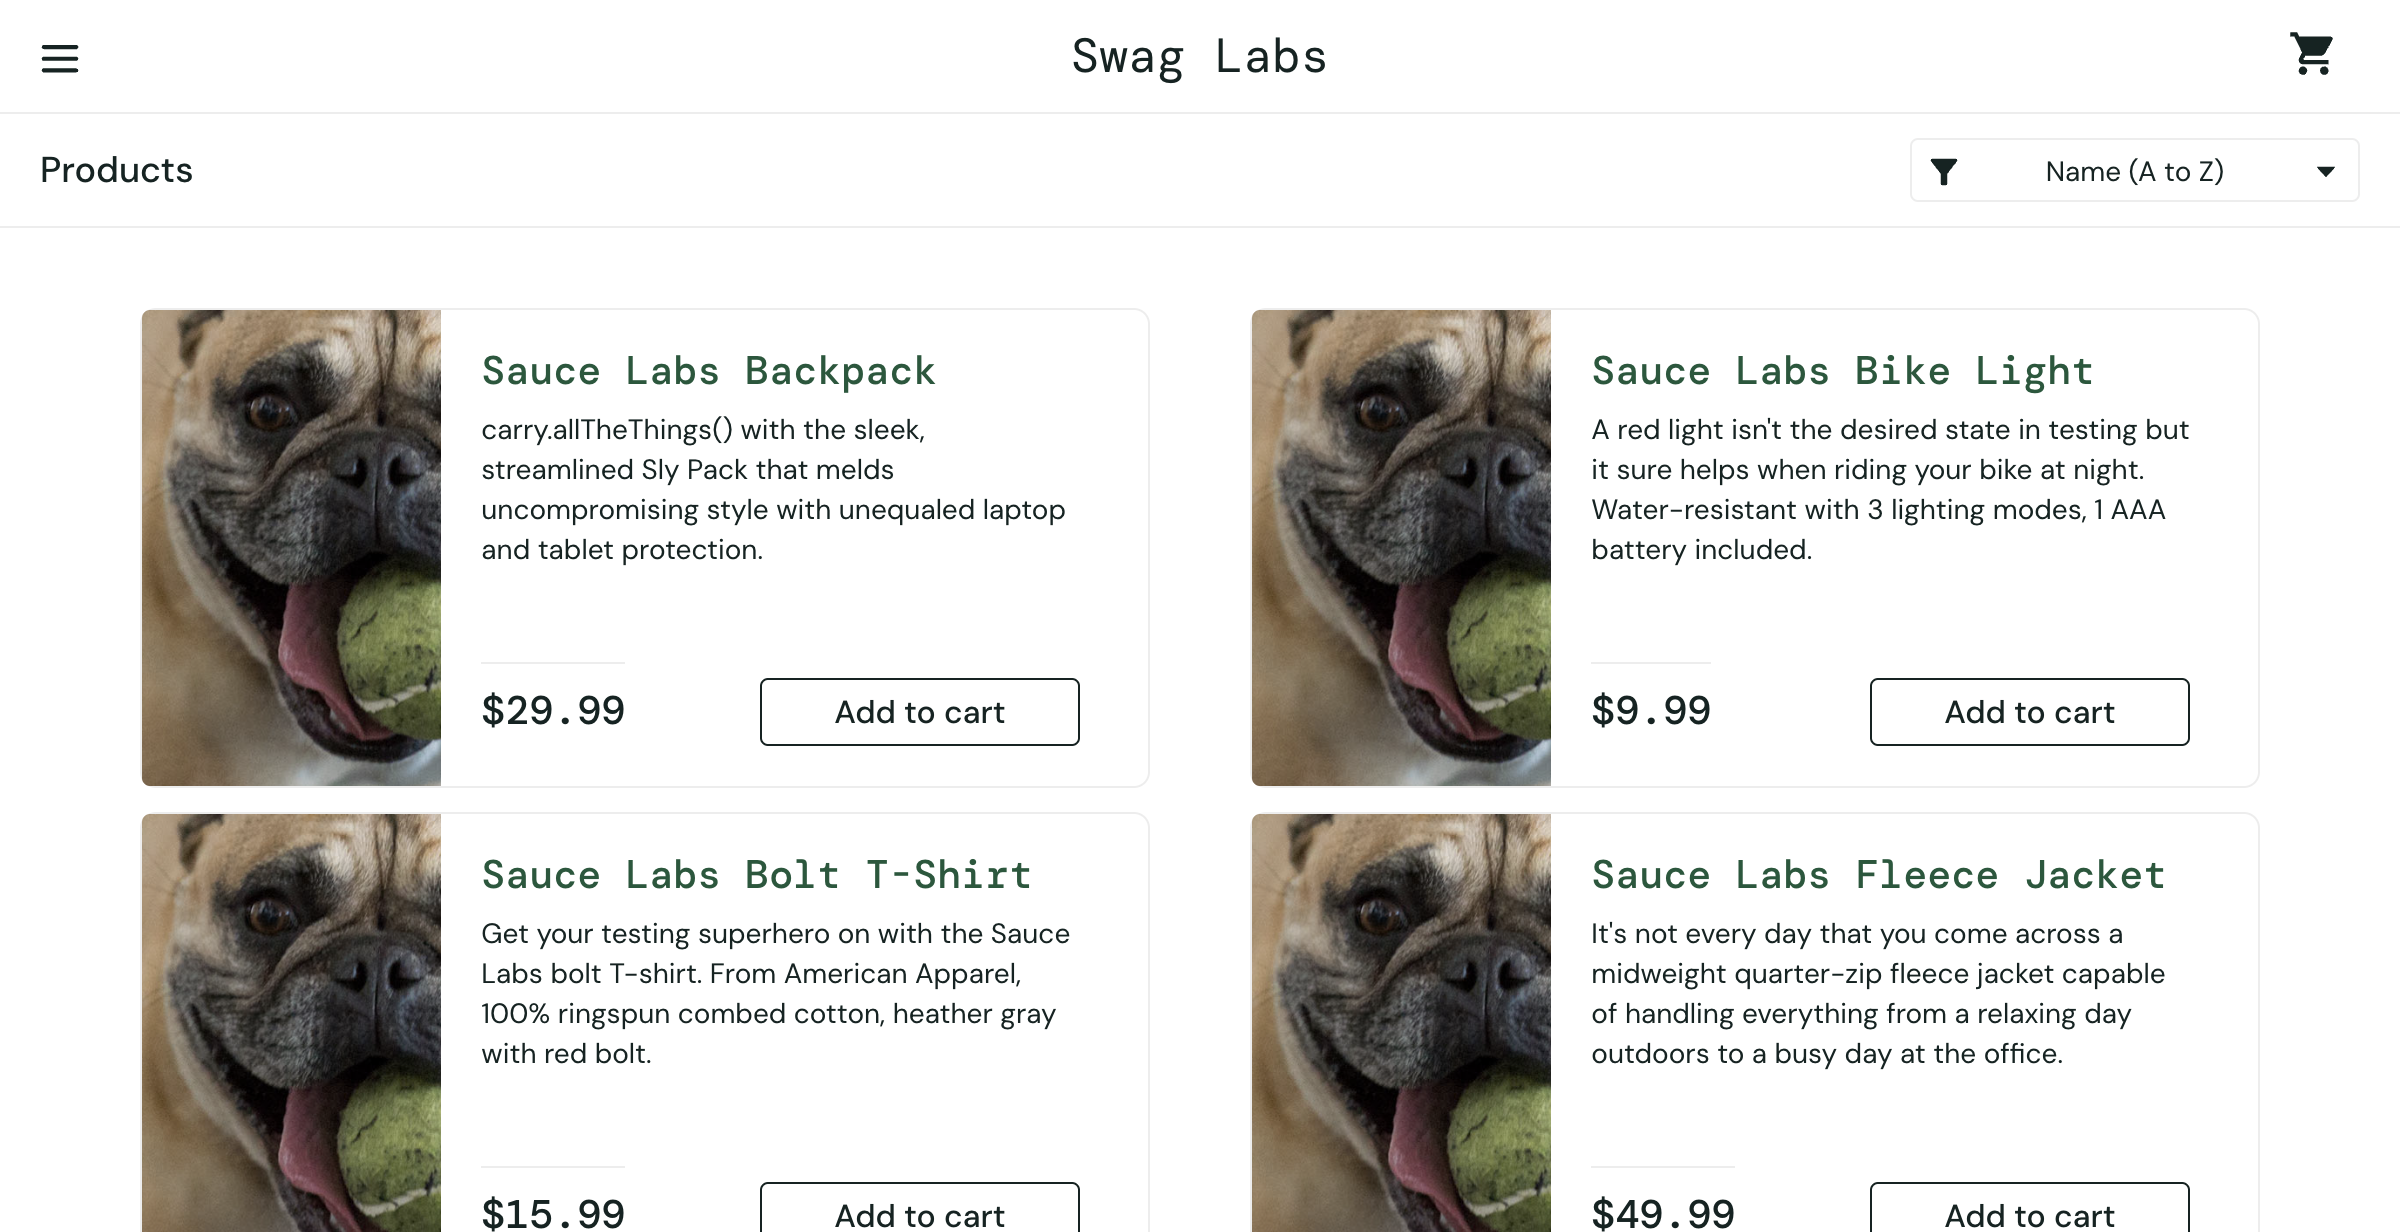 Swag Labs
Products
Name (A to Z)
Sauce Labs Backpack
carry.allTheThings() with the sleek,
streamlined Sly Pack that melds
uncompromising style with unequaled laptop
and tablet protection.
$29.99
Add to cart
Sauce Labs Bike Light
A red light isn't the desired state in testing but
it sure helps when riding your bike at night.
Water-resistant with 3 lighting modes, 1 AAA
battery included.
$9.99
Add to cart
Sauce Labs Bolt T-Shirt
Get your testing superhero on with the Sauce
Labs bolt T-shirt. From American Apparel,
100% ringspun combed cotton, heather gray
with red bolt.
$15.99
Add to cart
Sauce Labs Fleece Jacket
It's not every day that you come across a
midweight quarter-zip fleece jacket capable
of handling everything from a relaxing day
outdoors to a busy day at the office.
$49.99
Add to cart